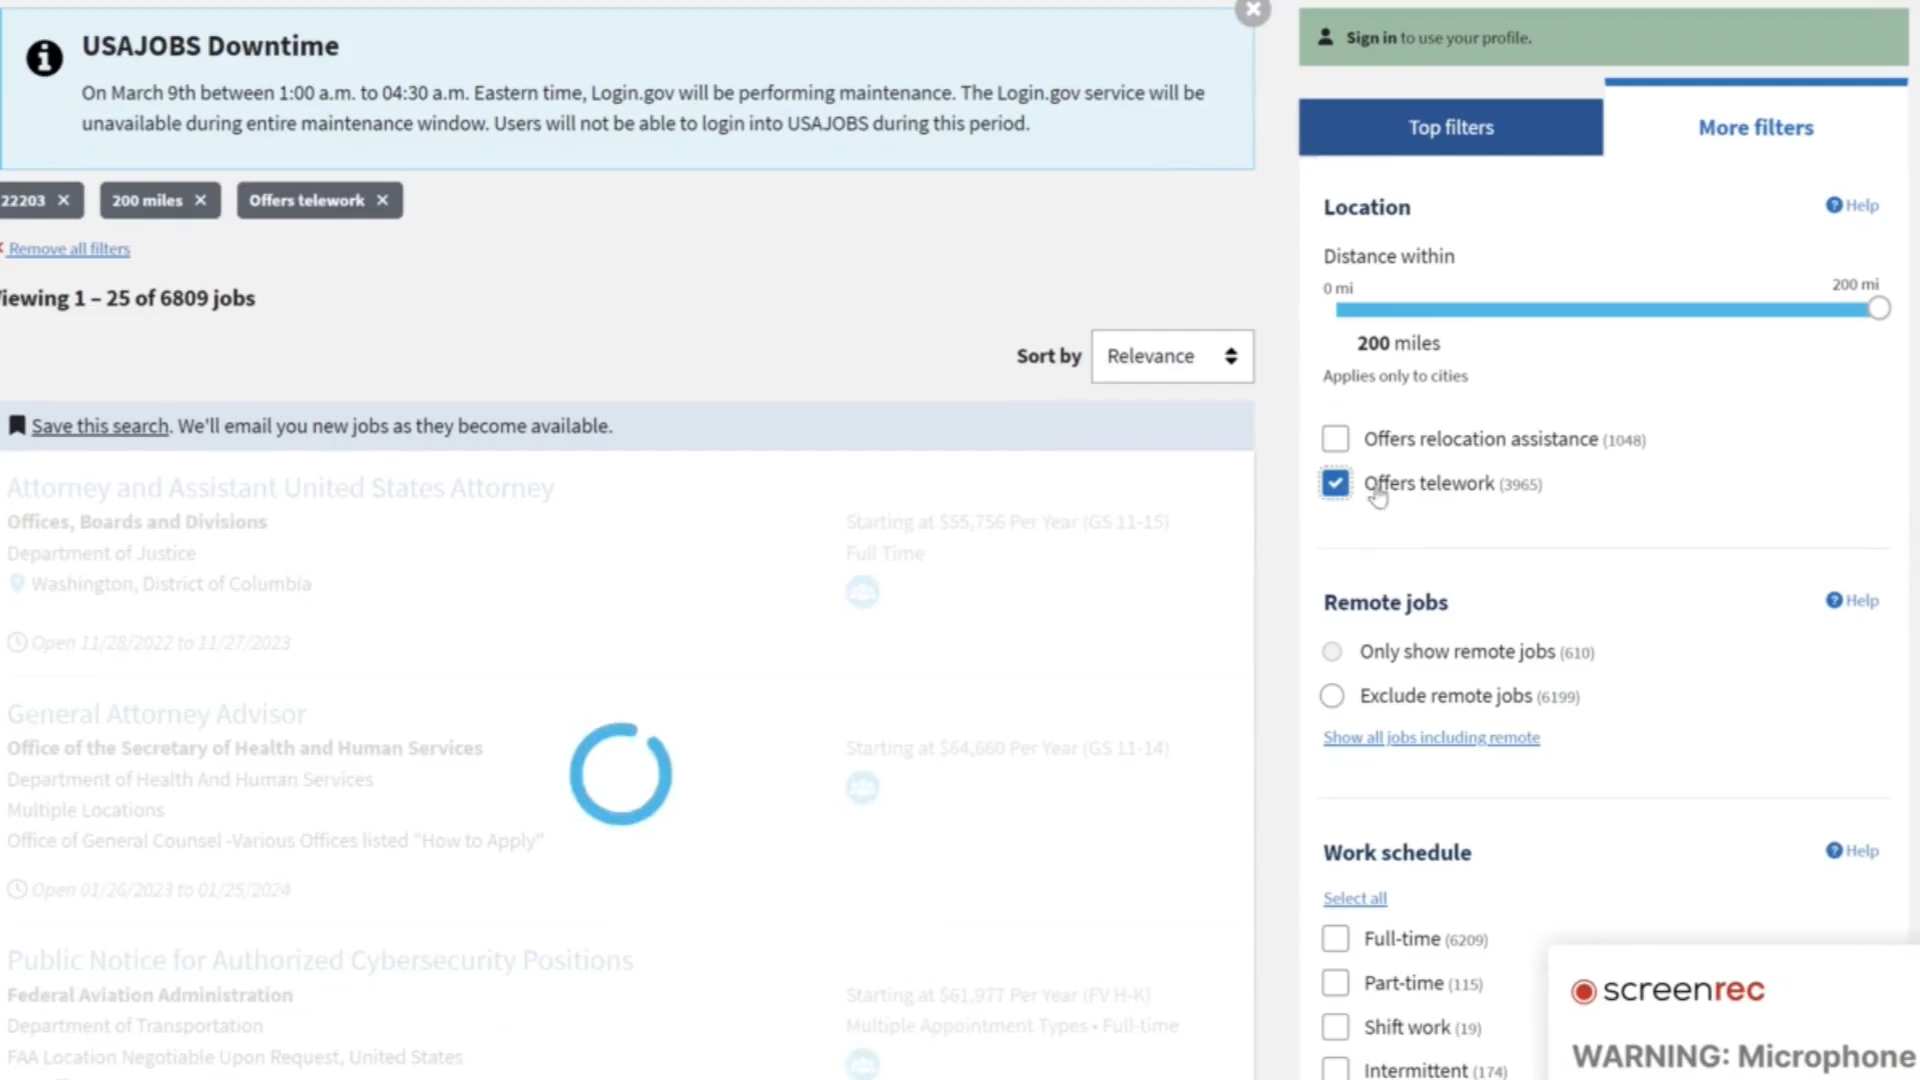 USAJOBS Downtime
On March 9th between 1:00 a.m. to 04:30 a.m. Eastern time, Login.gov will be performing maintenance. The Login.gov service will be
unavailable during entire maintenance window. Users will not be able to login into USAJOBS during this period.
22203 ✕ 200 miles ✕ Offers telework ✕
Remove all filters
iewing 1 – 25 of 6809 jobs
Sort by Relevance
Save this search. We'll email you new jobs as they become available.
Attorney and Assistant United States Attorney
Offices, Boards and Divisions
Department of Justice
Washington, District of Columbia
Starting at $55,756 Per Year (GS 11-15)
Full Time
Open 11/28/2022 to 11/27/2023
General Attorney Advisor
Office of the Secretary of Health and Human Services
Department of Health And Human Services
Multiple Locations
Office of General Counsel -Various Offices listed "How to Apply"
Starting at $64,660 Per Year (GS 11-14)
Open 01/26/2023 to 01/25/2024
Public Notice for Authorized Cybersecurity Positions
Federal Aviation Administration
Department of Transportation
FAA Location Negotiable Upon Request, United States
Starting at $61,977 Per Year (FV H-K)
Multiple Appointment Types • Full-time
Sign in to use your profile.
Top filters
More filters
Location
Help
Distance within
0 mi
200 mi
200 miles
Applies only to cities
Offers relocation assistance (1048)
Offers telework (3965)
Remote jobs
Help
Only show remote jobs (610)
Exclude remote jobs (6199)
Show all jobs including remote
Work schedule
Help
Select all
Full-time (6209)
Part-time (115)
Shift work (19)
Intermittent (174)
screenrec
WARNING: Microphone